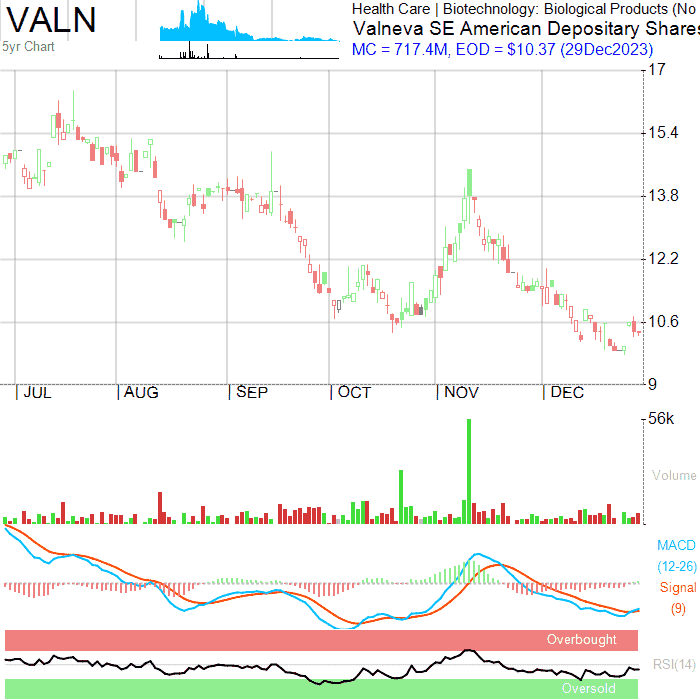 VALN
5yr Chart
Health Care | Biotechnology: Biological Products (No
Valneva SE American Depositary Shares
MC = 717.4M, EOD = $10.37 (29Dec2023)
17
15.4
13.8
12.2
10.6
9
JUL AUG SEP OCT NOV DEC
56k
Volume
MACD
(12-26)
Signal
(9)
Overbought
RSI(14)
Oversold